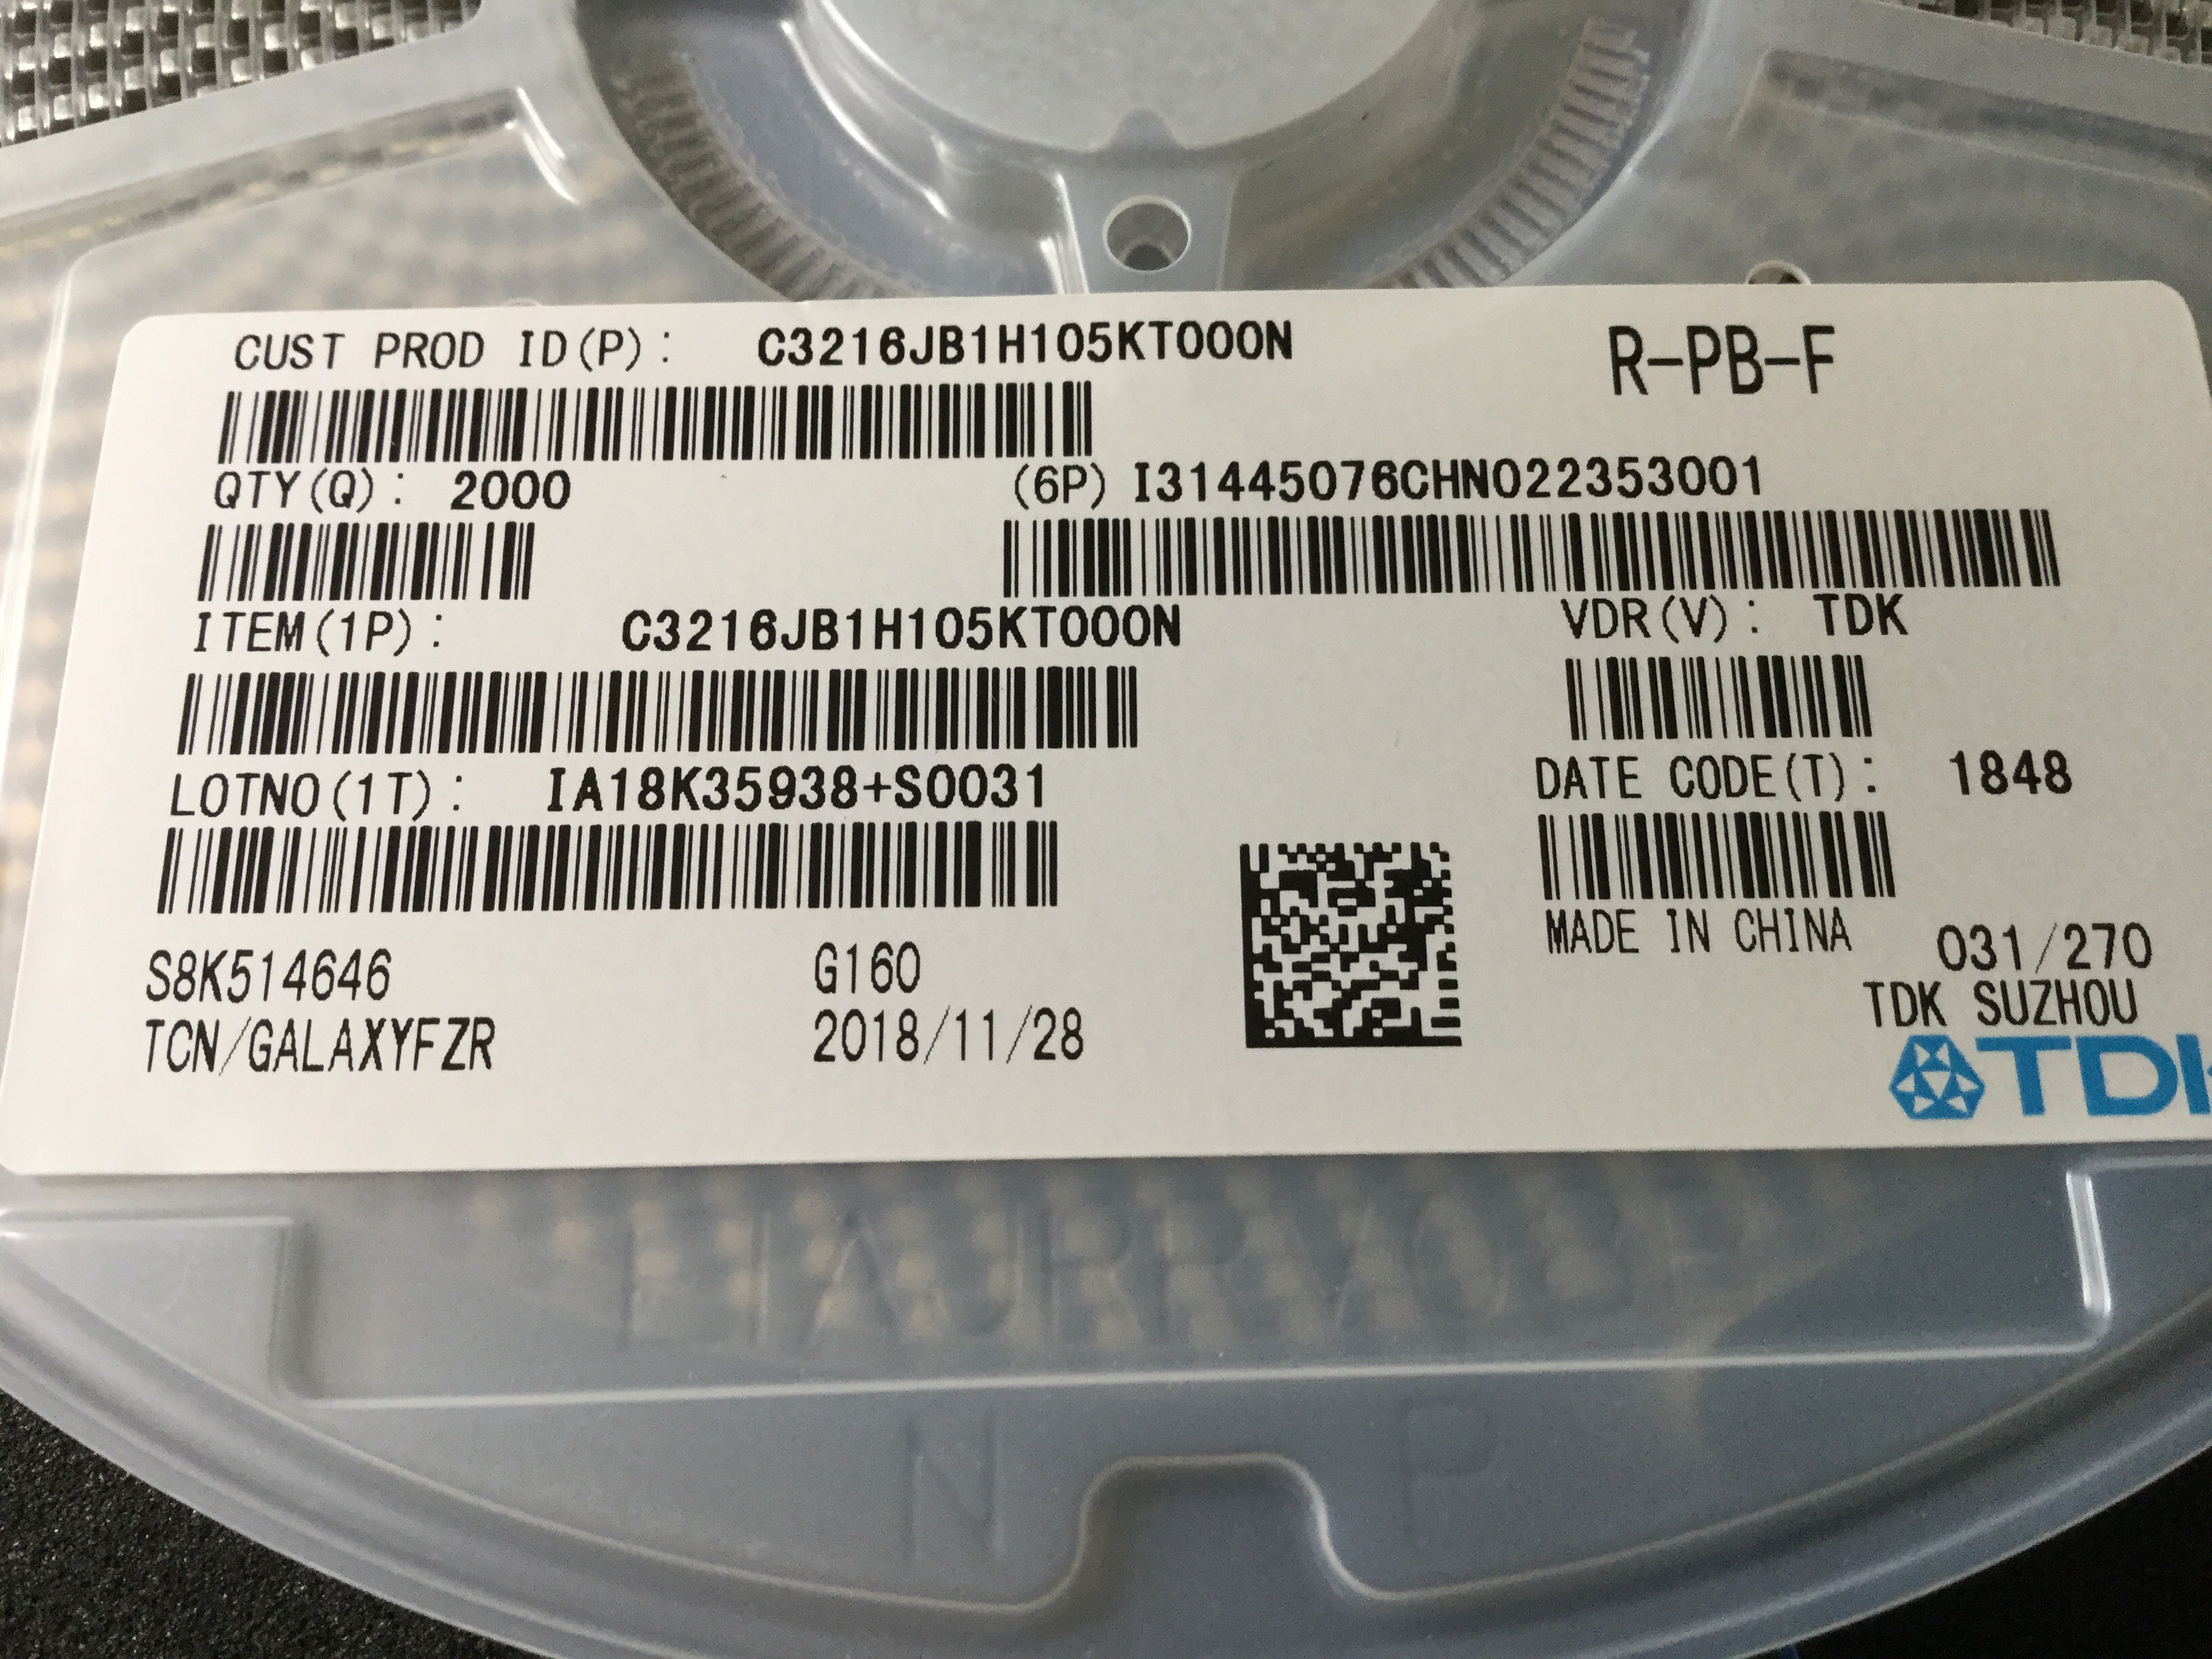 CUST PROD ID(P): C3216JB1H105KT000N
R-PB-F
QTY(Q): 2000
(6P) I31445076CHN022353001
ITEM(1P): C3216JB1H105KT000N
VDR(V): TDK
LOTNO(1T): IA18K35938+S0031
DATE CODE(T): 1848
MADE IN CHINA
031/270
S8K514646
G160
TDK SUZHOU
TCN/GALAXYFZR
2018/11/28
TDK
N P